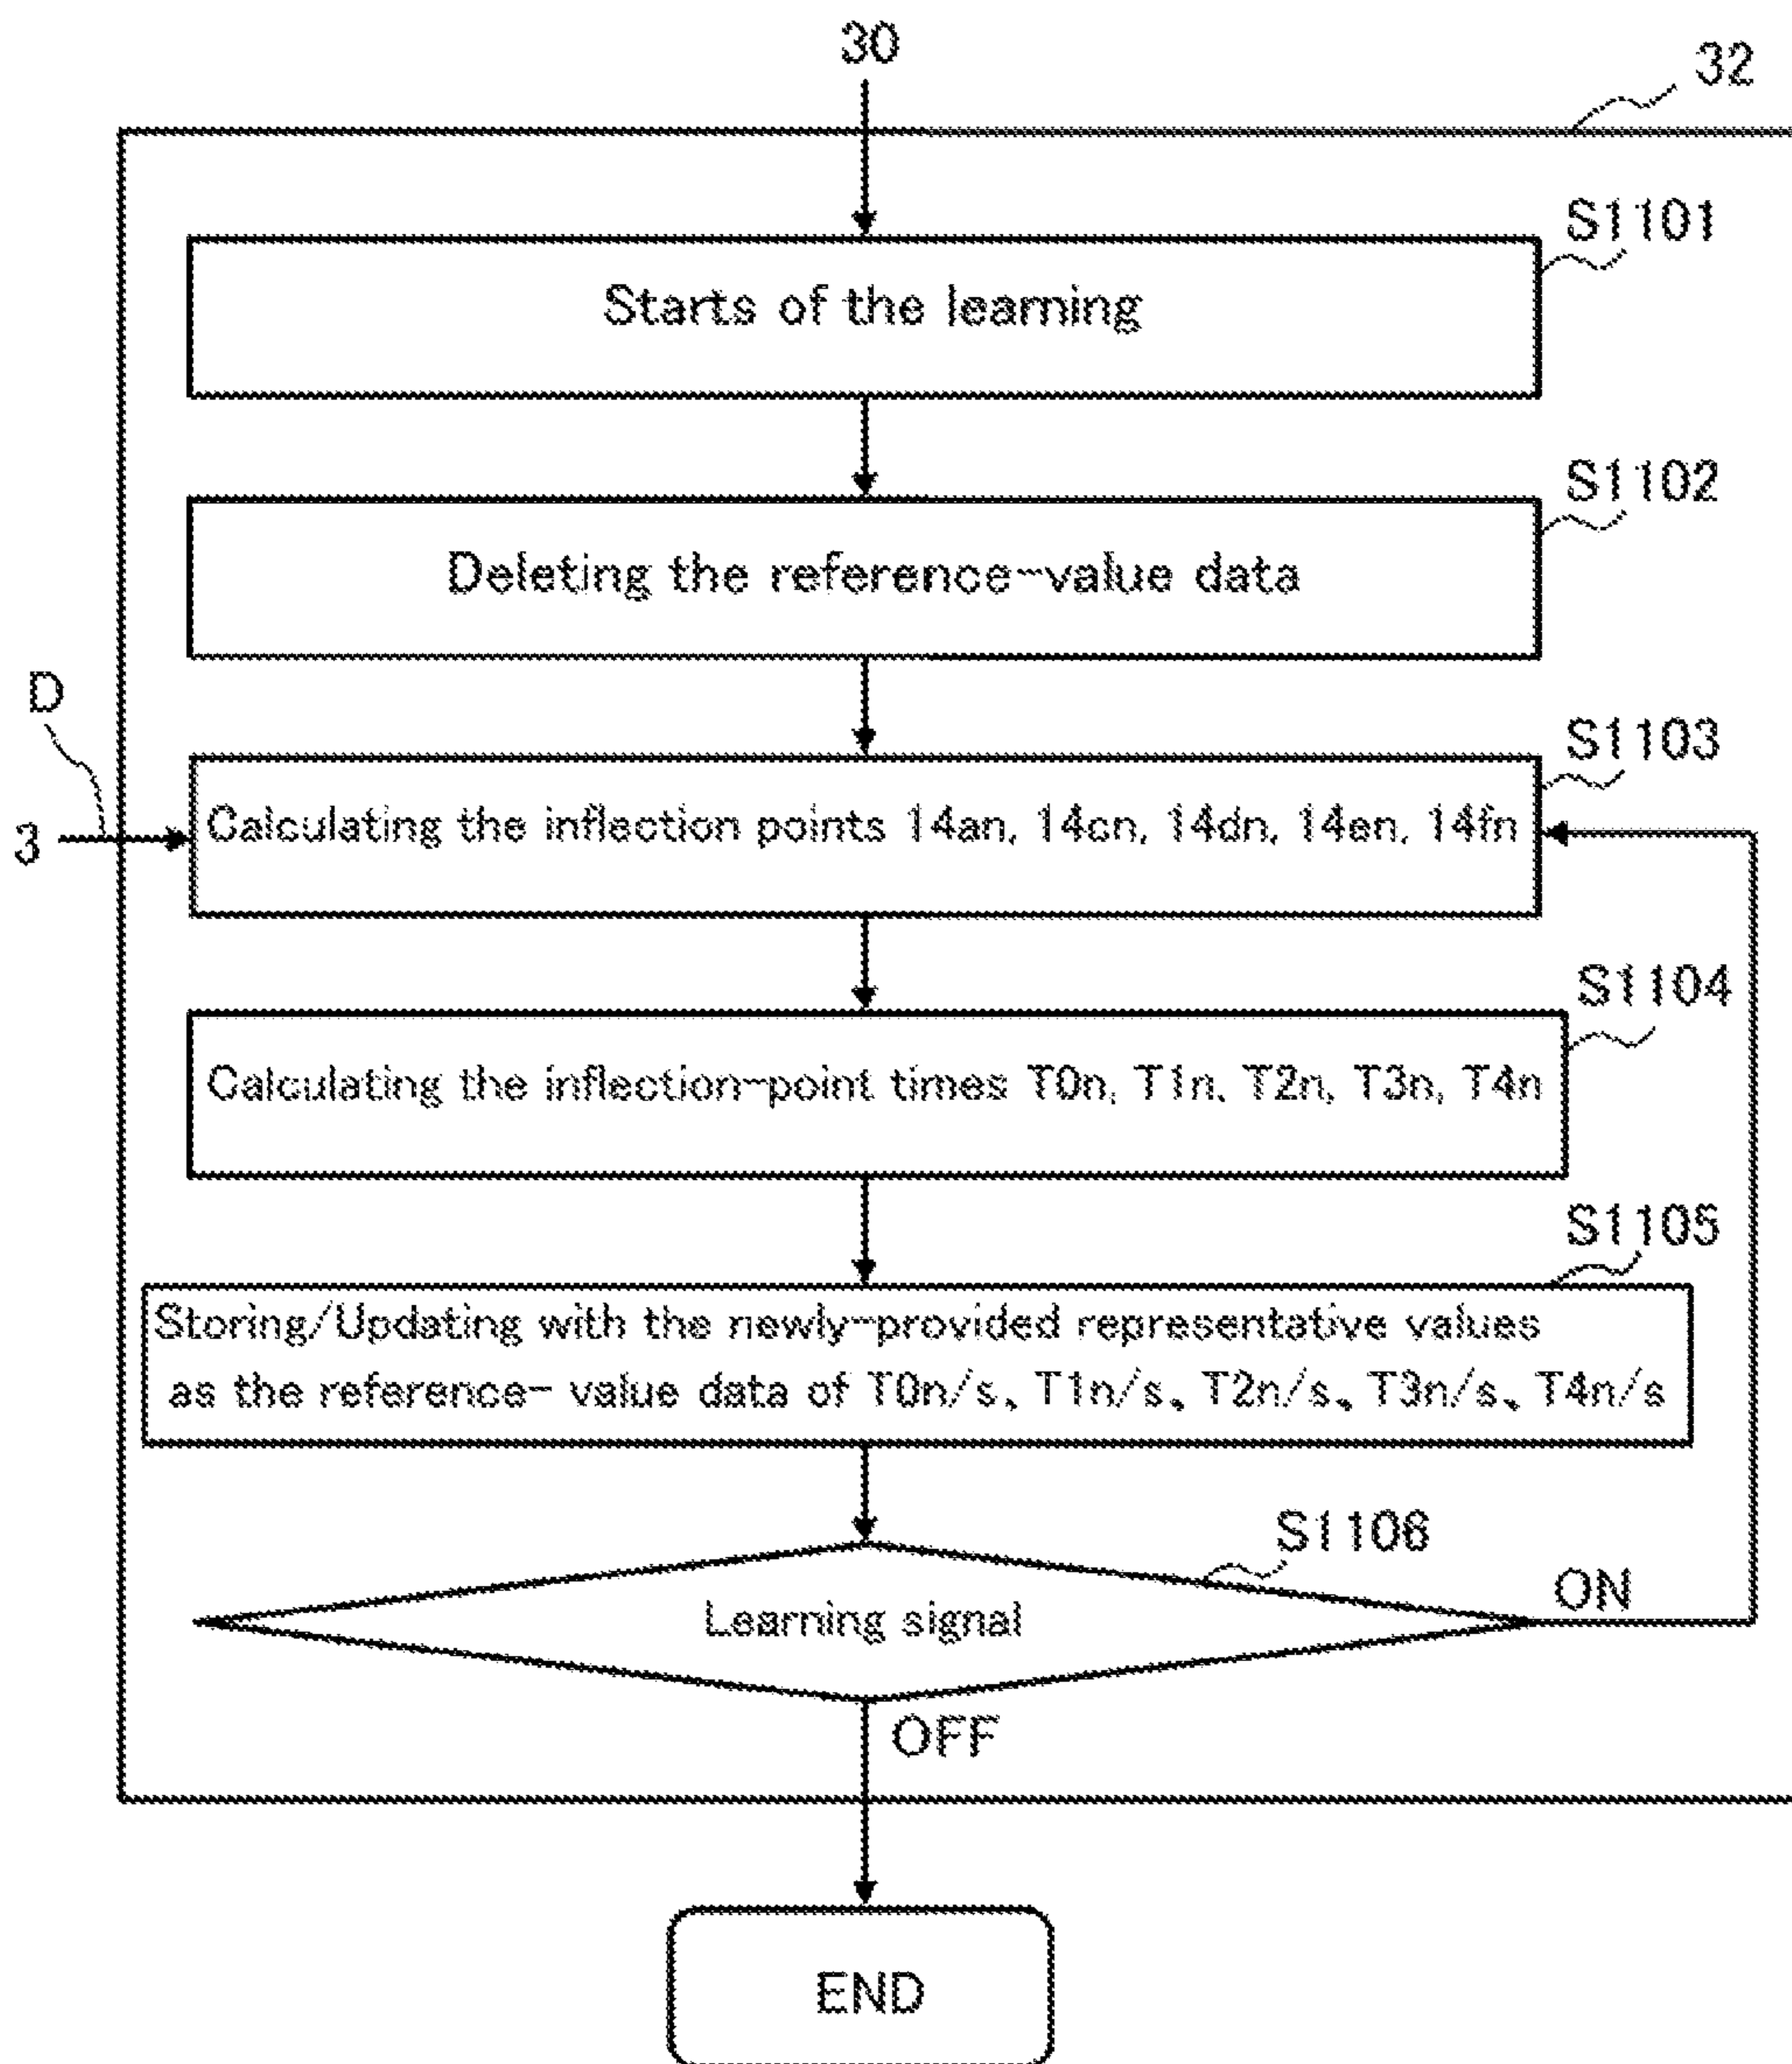 30
32
S1101
Starts of the learning
S1102
Deleting the reference-value data
D
S1103
3
Calculating the inflection points 14an, 14cn, 14dn, 14en, 14fn
S1104
Calculating the inflection-point times T0n, T1n, T2n, T3n, T4n
S1105
Storing/Updating with the newly-provided representative values
as the reference- value data of T0n/s、T1n/s、T2n/s、T3n/s、T4n/s
S1106
Learning signal
ON
OFF
END